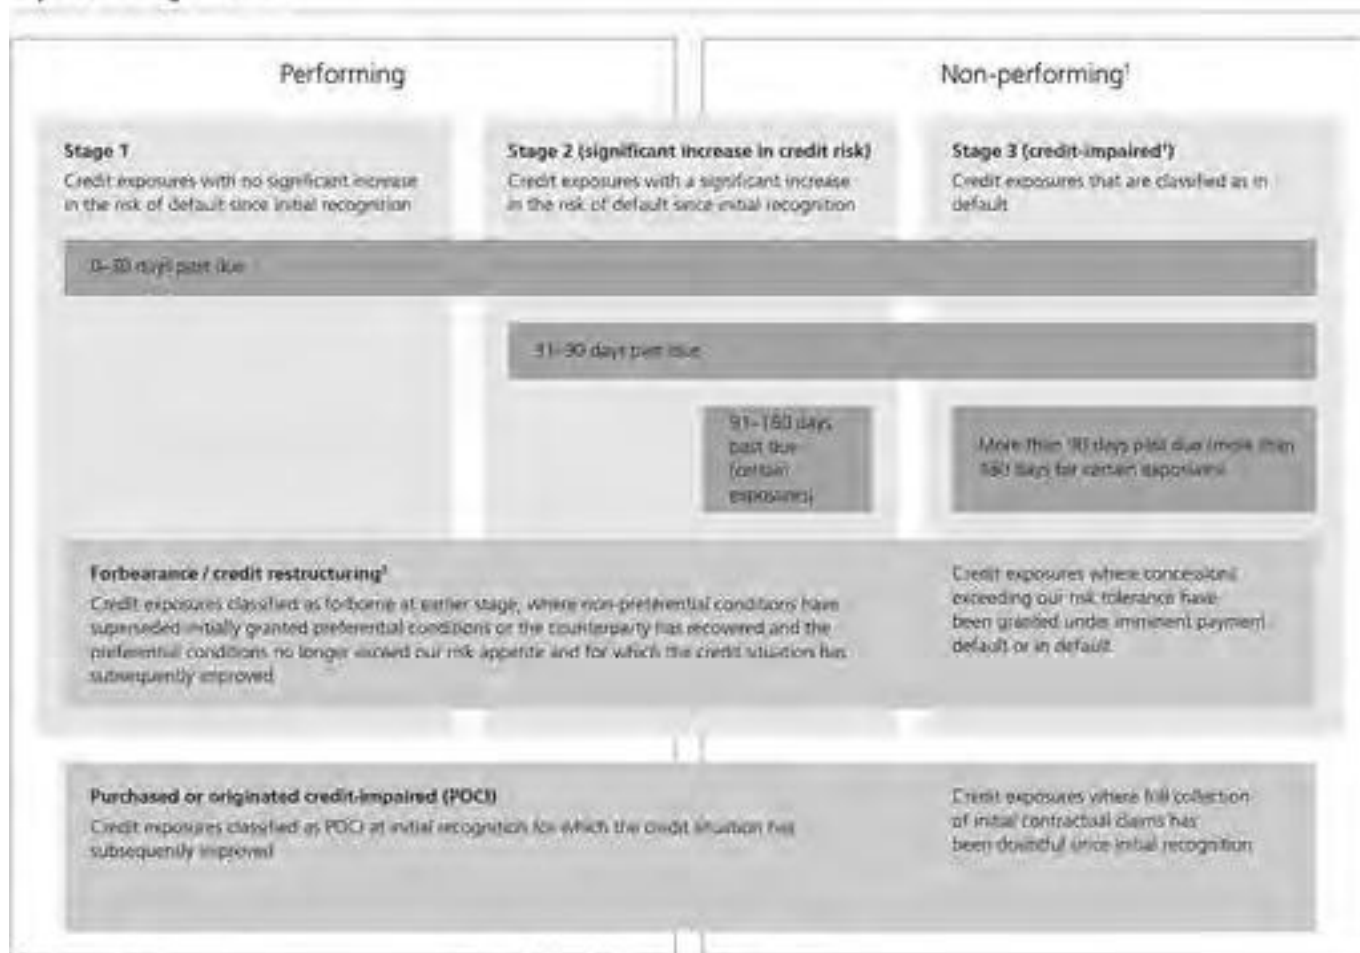 Performing
Non-performing¹
Stage 1
Credit exposures with no significant increase
in the risk of default since initial recognition
Stage 2 (significant increase in credit risk)
Credit exposures with a significant increase
in the risk of default since initial recognition
Stage 3 (credit-impaired¹)
Credit exposures that are classified as in
default
0–30 days past due
31–90 days past due
91–180 days
past due
(certain
exposures)
More than 90 days past due (more than
180 days for certain exposures)
Forbearance / credit restructuring²
Credit exposures classified as forborne at earlier stage, where non-preferential conditions have
superseded initially granted preferential conditions or the counterparty has recovered and the
preferential conditions no longer exceed our risk appetite and for which the credit situation has
subsequently improved
Credit exposures where concessions
exceeding our risk tolerance have
been granted under imminent payment
default or in default
Purchased or originated credit-impaired (POCI)
Credit exposures classified as POCI at initial recognition for which the credit situation has
subsequently improved
Credit exposures where full collection
of initial contractual claims has
been doubtful since initial recognition